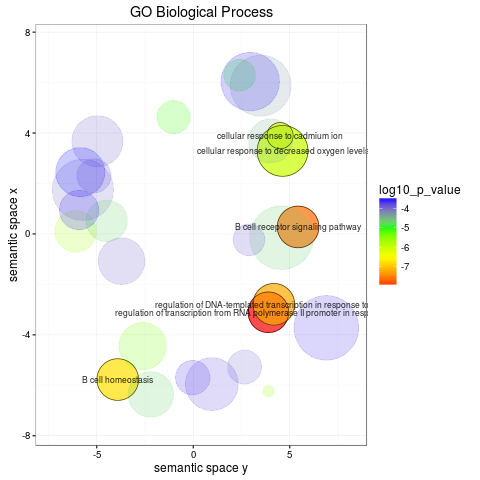 GO Biological Process
8
4
0
-4
-8
semantic space x
cellular response to cadmium ion
cellular response to decreased oxygen levels
B cell receptor signaling pathway
regulation of DNA-templated transcription in response to
regulation of transcription from RNA polymerase II promoter in resp
B cell homeostasis
-5
0
5
semantic space y
log10_p_value
-4
-5
-6
-7